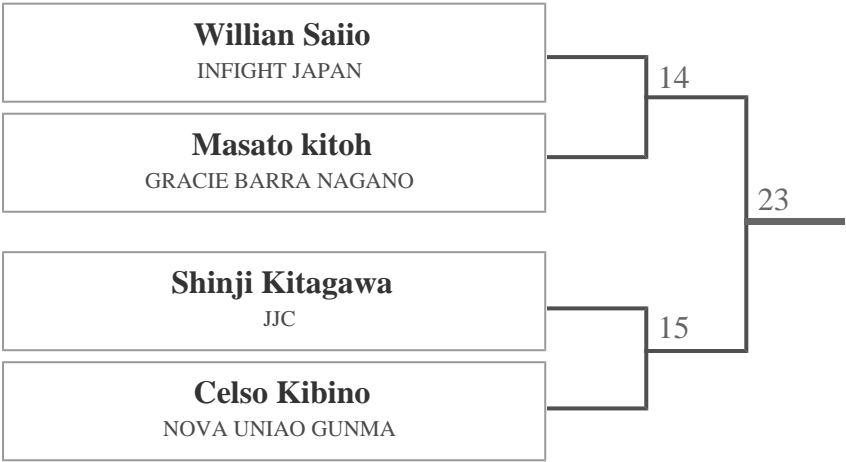 Willian Saiio
INFIGHT JAPAN
14
Masato kitoh
GRACIE BARRA NAGANO
23
Shinji Kitagawa
JJC
15
Celso Kibino
NOVA UNIAO GUNMA